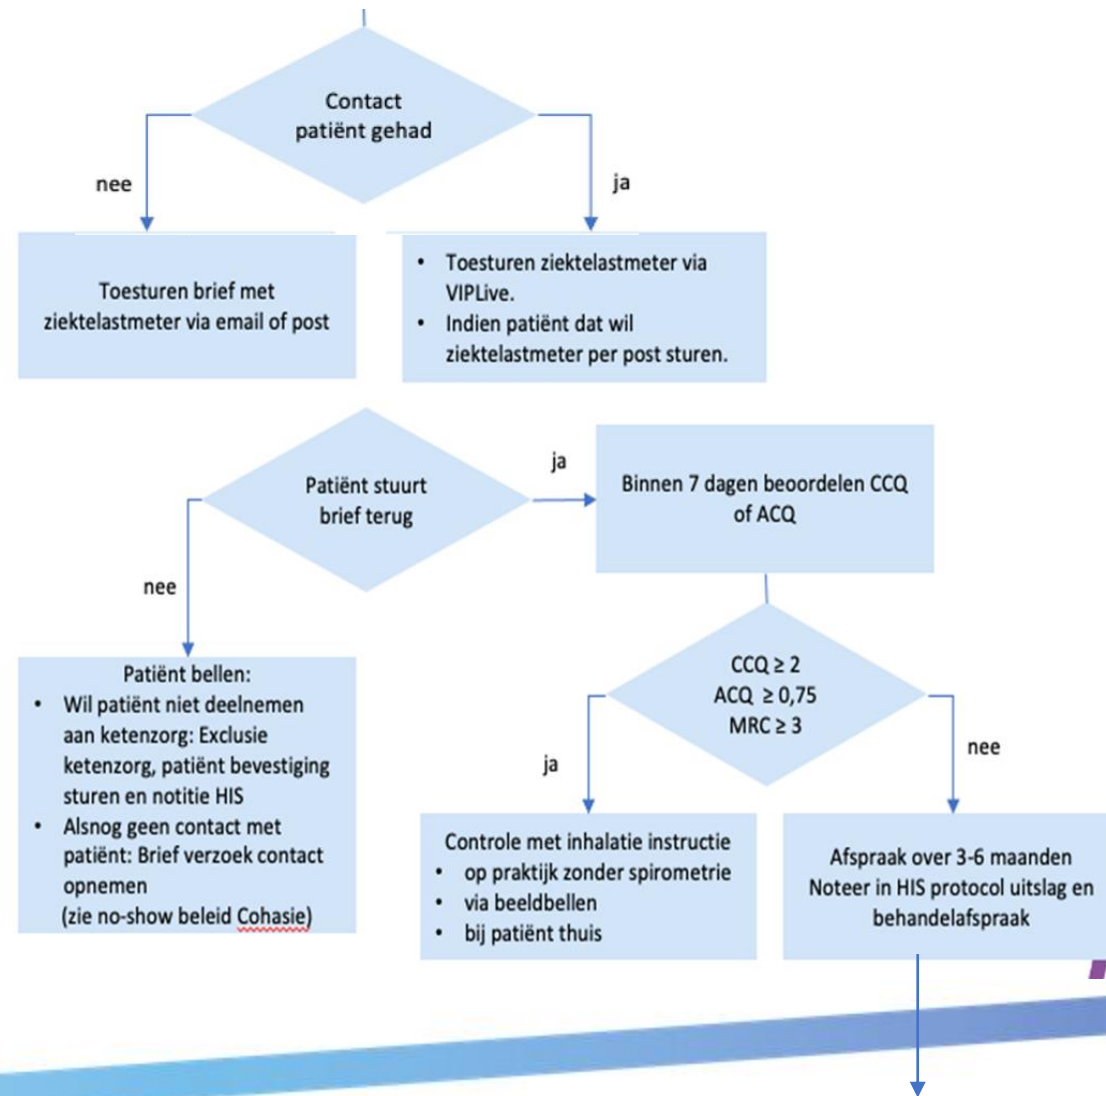 Contact
patiënt gehad
nee
ja
Toesturen brief met
ziektelastmeter via email of post
• Toesturen ziektelastmeter via
VIPLive.
• Indien patiënt dat wil
ziektelastmeter per post sturen.
Patiënt stuurt
brief terug
ja
nee
Binnen 7 dagen beoordelen CCQ
of ACQ
Patiënt bellen:
• Wil patiënt niet deelnemen
aan ketenzorg: Exclusie
ketenzorg, patiënt bevestiging
sturen en notitie HIS
• Alsnog geen contact met
patiënt: Brief verzoek contact
opnemen
(zie no-show beleid Cohasie)
CCQ ≥ 2
ACQ ≥ 0,75
MRC ≥ 3
ja
nee
Controle met inhalatie instructie
• op praktijk zonder spirometrie
• via beeldbellen
• bij patiënt thuis
Afspraak over 3-6 maanden
Noteer in HIS protocol uitslag en
behandelafspraak